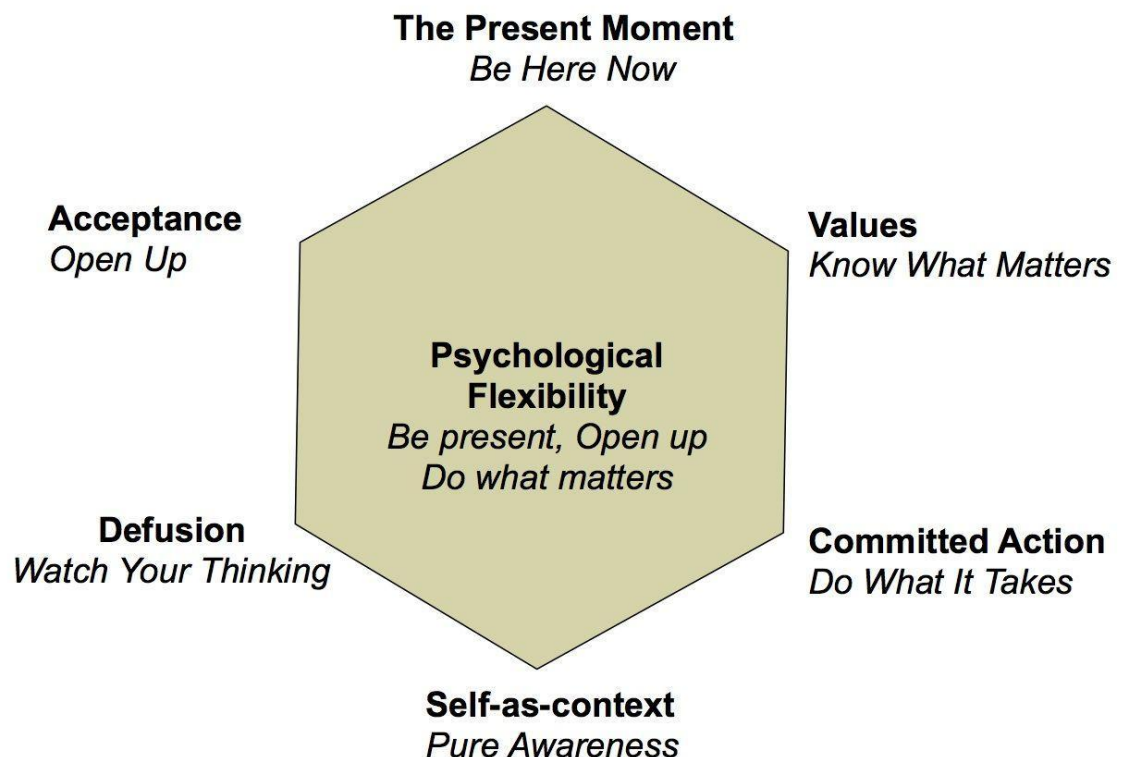 The Present Moment
Be Here Now
Acceptance
Open Up
Values
Know What Matters
Psychological
Flexibility
Be present, Open up
Do what matters
Defusion
Watch Your Thinking
Committed Action
Do What It Takes
Self-as-context
Pure Awareness